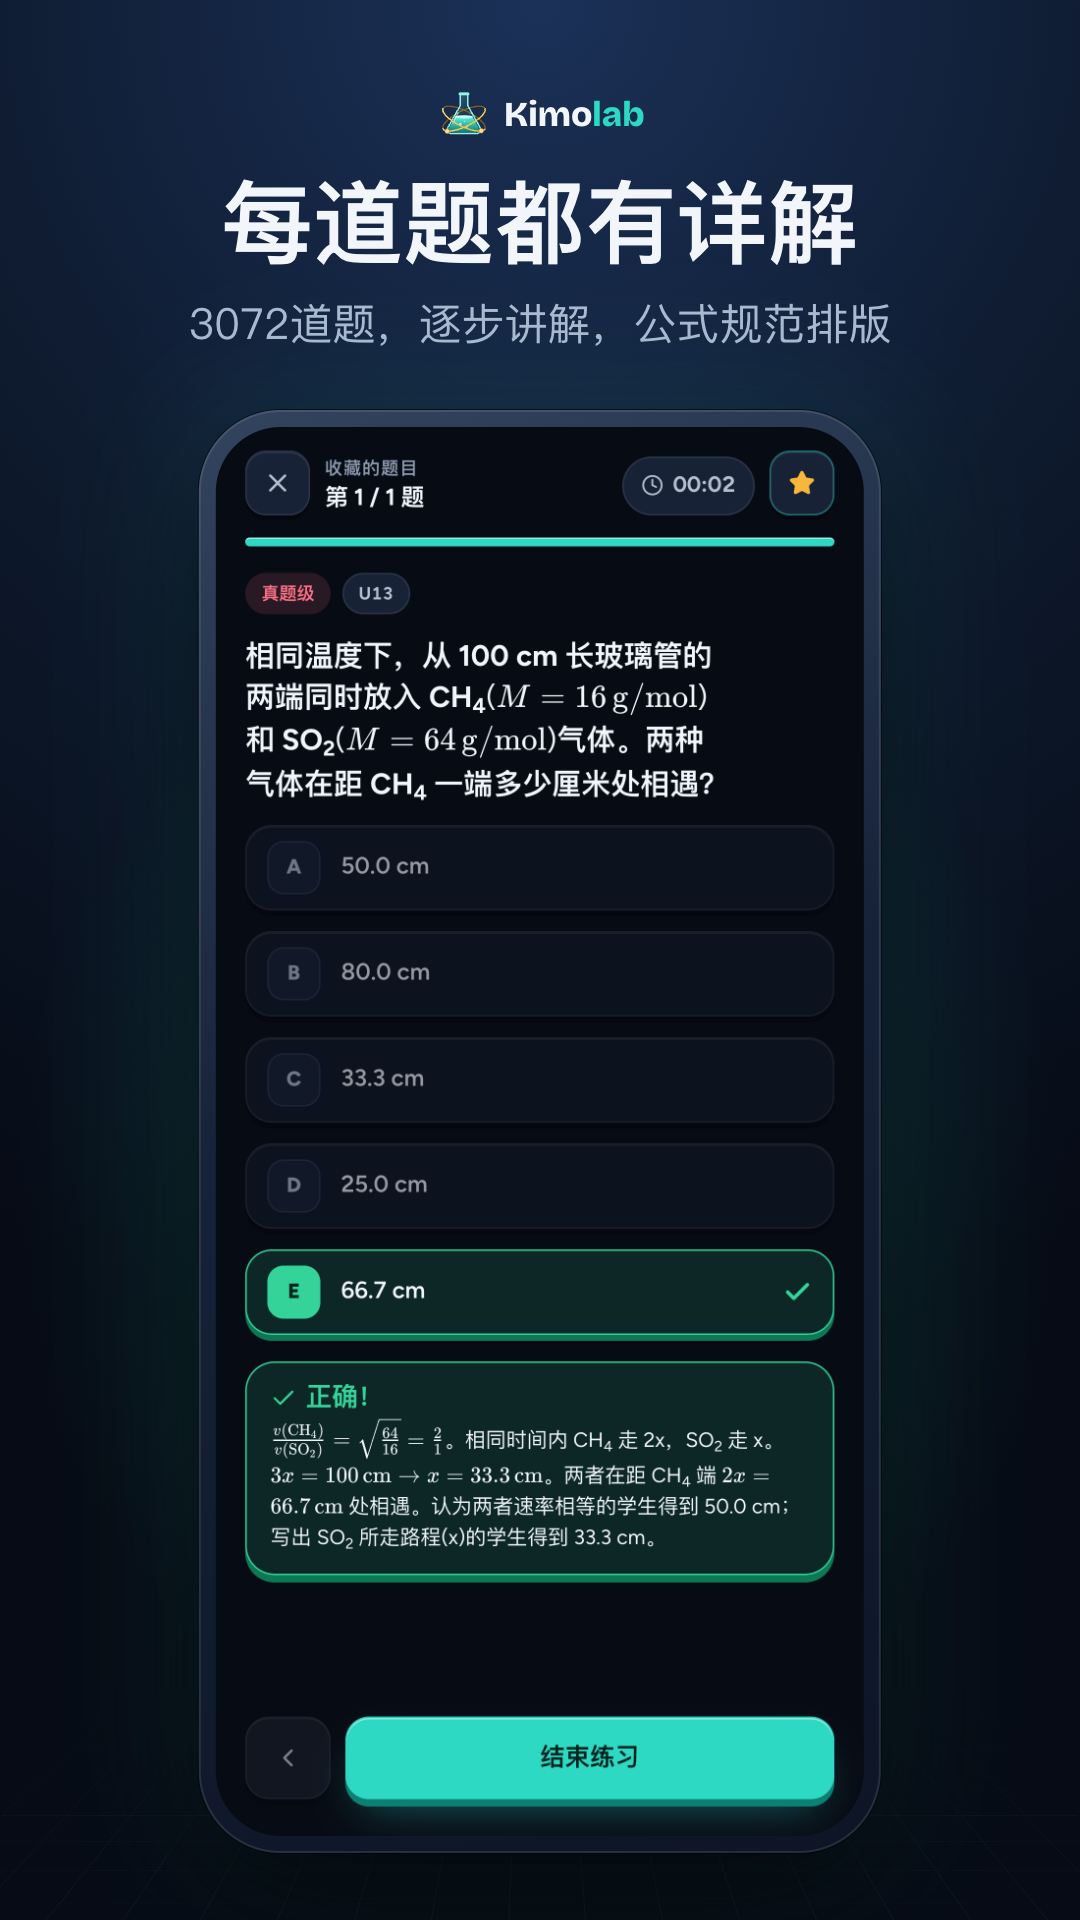 Kimolab
每道题都有详解
3072道题，逐步讲解，公式规范排版
收藏的题目
第 1 / 1 题
00:02
真题级
U13
相同温度下，从 100 cm 长玻璃管的
两端同时放入 CH₄(M = 16 g/mol)
和 SO₂(M = 64 g/mol)气体。两种
气体在距 CH₄ 一端多少厘米处相遇?
A 50.0 cm
B 80.0 cm
C 33.3 cm
D 25.0 cm
E 66.7 cm
正确!
v(CH₄)/v(SO₂) = √(64/16) = 2/1。相同时间内 CH₄ 走 2x，SO₂ 走 x。
3x = 100 cm → x = 33.3 cm。两者在距 CH₄ 端 2x =
66.7 cm 处相遇。认为两者速率相等的学生得到 50.0 cm；
写出 SO₂ 所走路程(x)的学生得到 33.3 cm。
结束练习